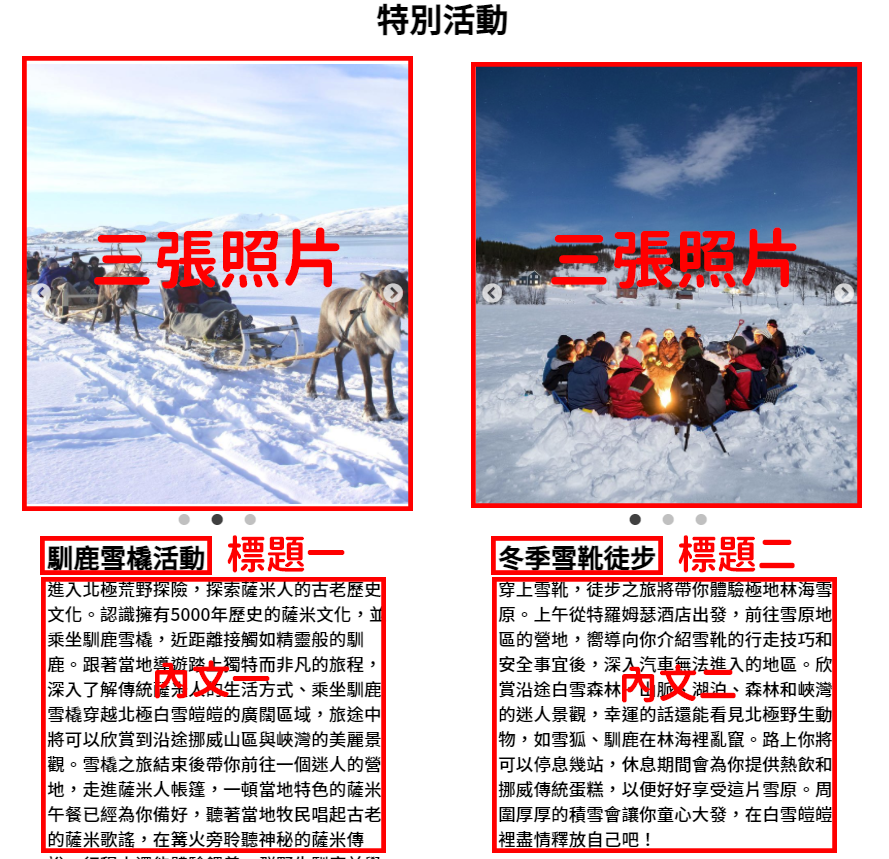 特別活動
三張照片
三張照片
馴鹿雪橇活動
標題一
進入北極荒野探險，探索薩米人的古老歷史
文化。認識擁有5000年歷史的薩米文化，並
乘坐馴鹿雪橇，近距離接觸如精靈般的馴
鹿。跟著當地導遊踏上獨特而非凡的旅程，
深入了解傳統薩米人的生活方式、乘坐馴鹿
雪橇穿越北極白雪皚皚的廣闊區域，旅途中
將可以欣賞到沿途挪威山區與峽灣的美麗景
觀。雪橇之旅結束後帶你前往一個迷人的營
地，走進薩米人帳篷，一頓當地特色的薩米
午餐已經為你備好，聽著當地牧民唱起古老
的薩米歌謠，在篝火旁聆聽神秘的薩米傳
內文一
冬季雪靴徒步
標題二
穿上雪靴，徒步之旅將帶你體驗極地林海雪
原。上午從特羅姆瑟酒店出發，前往雪原地
區的營地，嚮導向你介紹雪靴的行走技巧和
安全事宜後，深入汽車無法進入的地區。欣
賞沿途白雪森林、山脈、湖泊、森林和峽灣
的迷人景觀，幸運的話還能看見北極野生動
物，如雪狐、馴鹿在林海裡亂竄。路上你將
可以停息幾站，休息期間會為你提供熱飲和
挪威傳統蛋糕，以便好好享受這片雪原。周
圍厚厚的積雪會讓你童心大發，在白雪皚皚
裡盡情釋放自己吧！
內文二